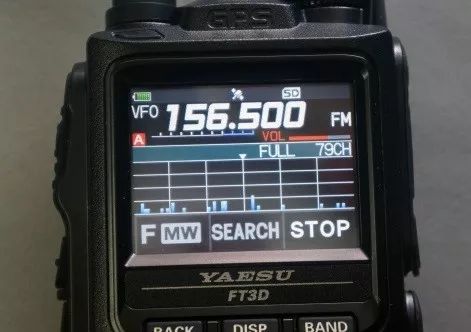 GPS
SD
VFO 156.500 FM
A VOL
FULL 79CH
F MW SEARCH STOP
YAESU
FT3D
BACK DISP BAND